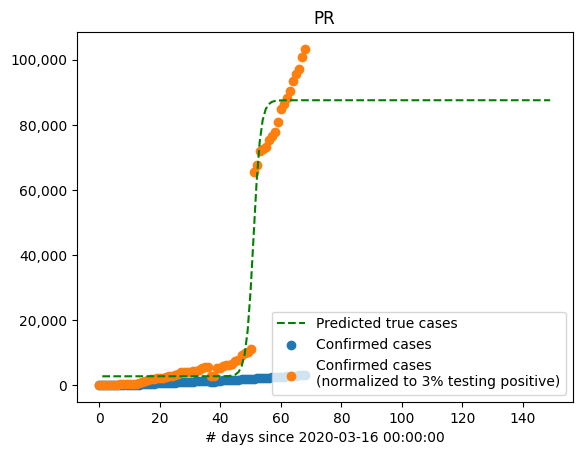 PR
100,000
80,000
60,000
40,000
20,000
0
Predicted true cases
Confirmed cases
Confirmed cases
(normalized to 3% testing positive)
0 20 40 60 80 100 120 140
# days since 2020-03-16 00:00:00